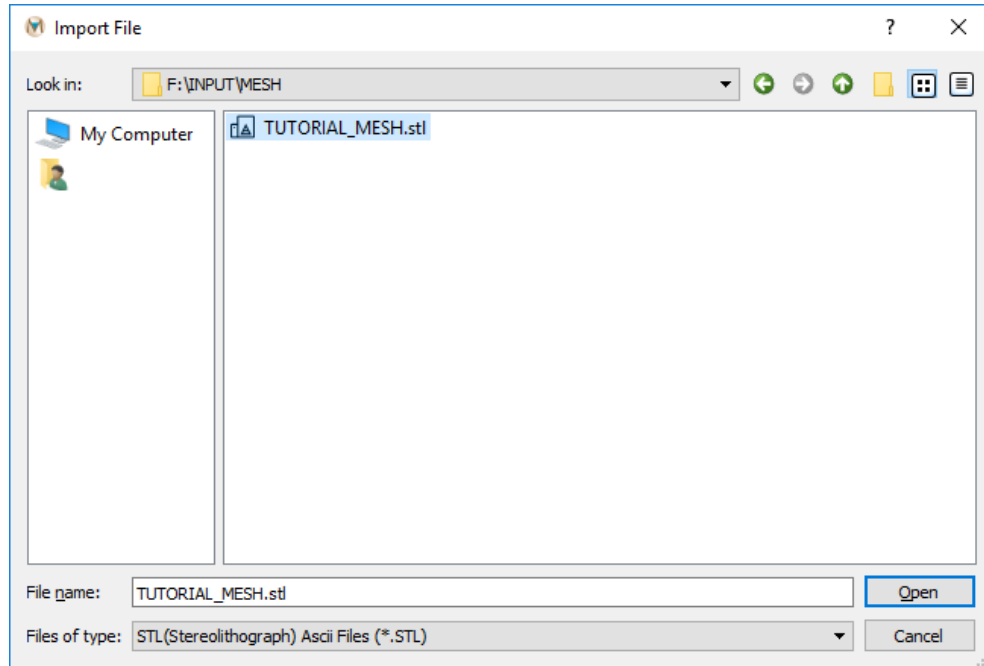 Import File
?
Look in:
F:\INPUT\MESH
My Computer
TUTORIAL_MESH.stl
File name:
TUTORIAL_MESH.stl
Open
Files of type:
STL(Stereolithograph) Ascii Files (*.STL)
Cancel